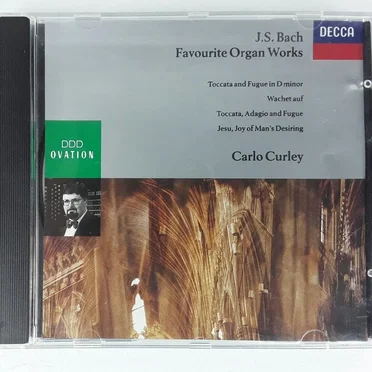 J.S. Bach
Favourite Organ Works
DECCA
Toccata and Fugue in D minor
Wachet auf
Toccata, Adagio and Fugue
Jesu, Joy of Man's Desiring
Carlo Curley
DDD
OVATION